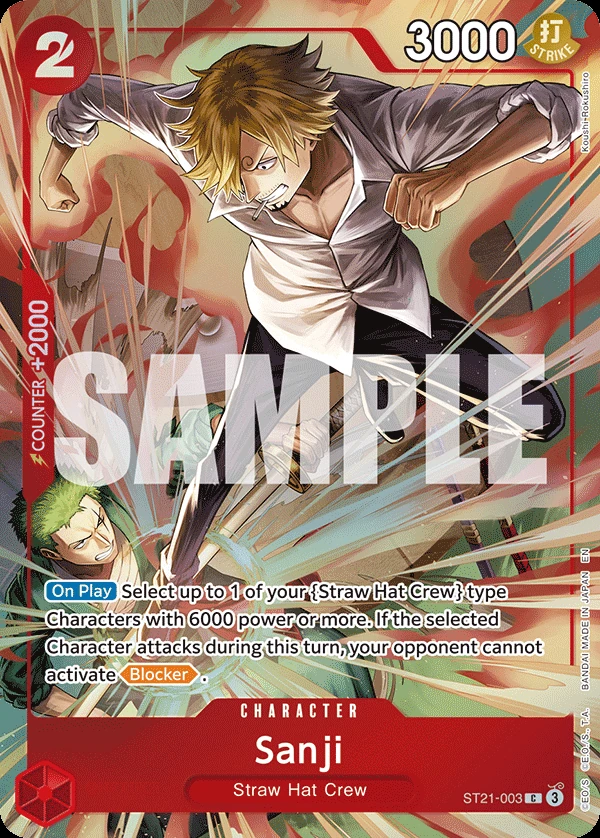 2
3000
打
STRIKE
Koushi Rokushiro
COUNTER +2000
SAMPLE
On Play Select up to 1 of your {Straw Hat Crew} type
Characters with 6000 power or more. If the selected
Character attacks during this turn, your opponent cannot
activate Blocker .
CHARACTER
Sanji
Straw Hat Crew
ST21-003 C 3
©E.O./S. ©E.O./S., T.A. BANDAI MADE IN JAPAN EN